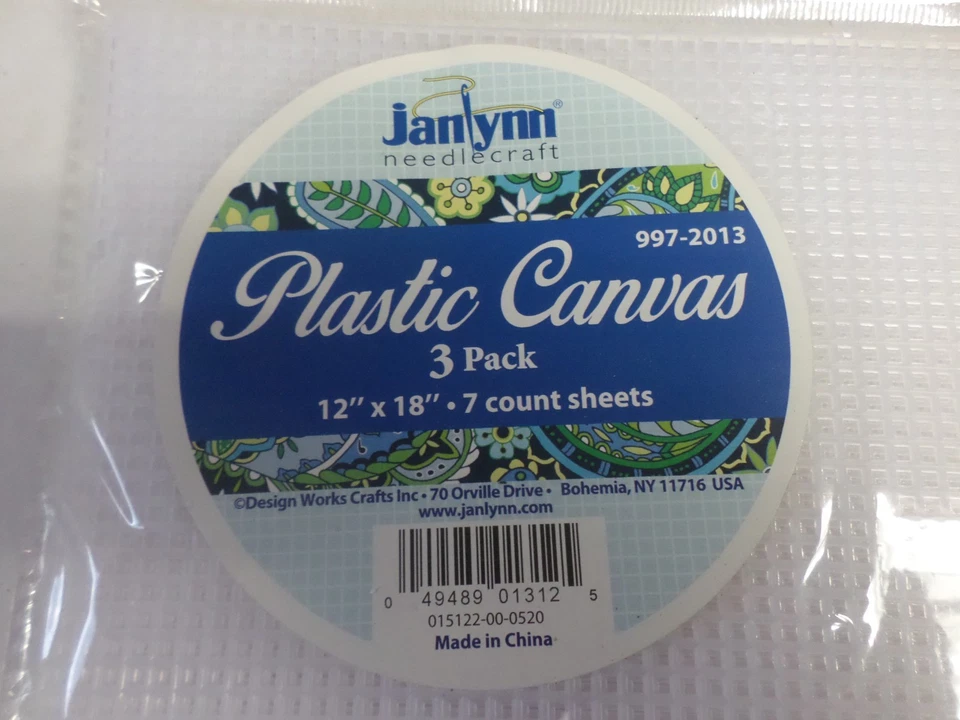 janlynn®
needlecraft
997-2013
Plastic Canvas
3 Pack
12" x 18" • 7 count sheets
©Design Works Crafts Inc • 70 Orville Drive • Bohemia, NY 11716 USA
www.janlynn.com
0 49489 01312 5
015122-00-0520
Made in China